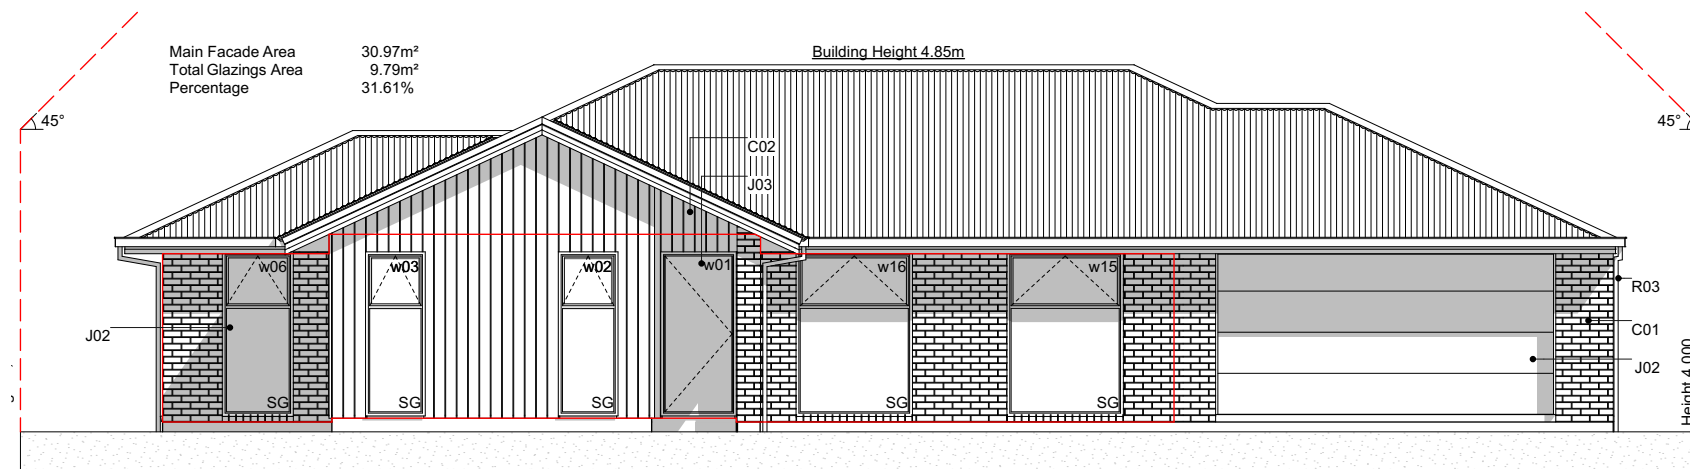 Main Facade Area 30.97m²
Total Glazings Area 9.79m²
Percentage 31.61%
Building Height 4.85m
45°
45°
C02
J03
w06
w03
w02
w01
w16
w15
R03
C01
J02
J02
SG
SG
SG
SG
SG
Height 4.000